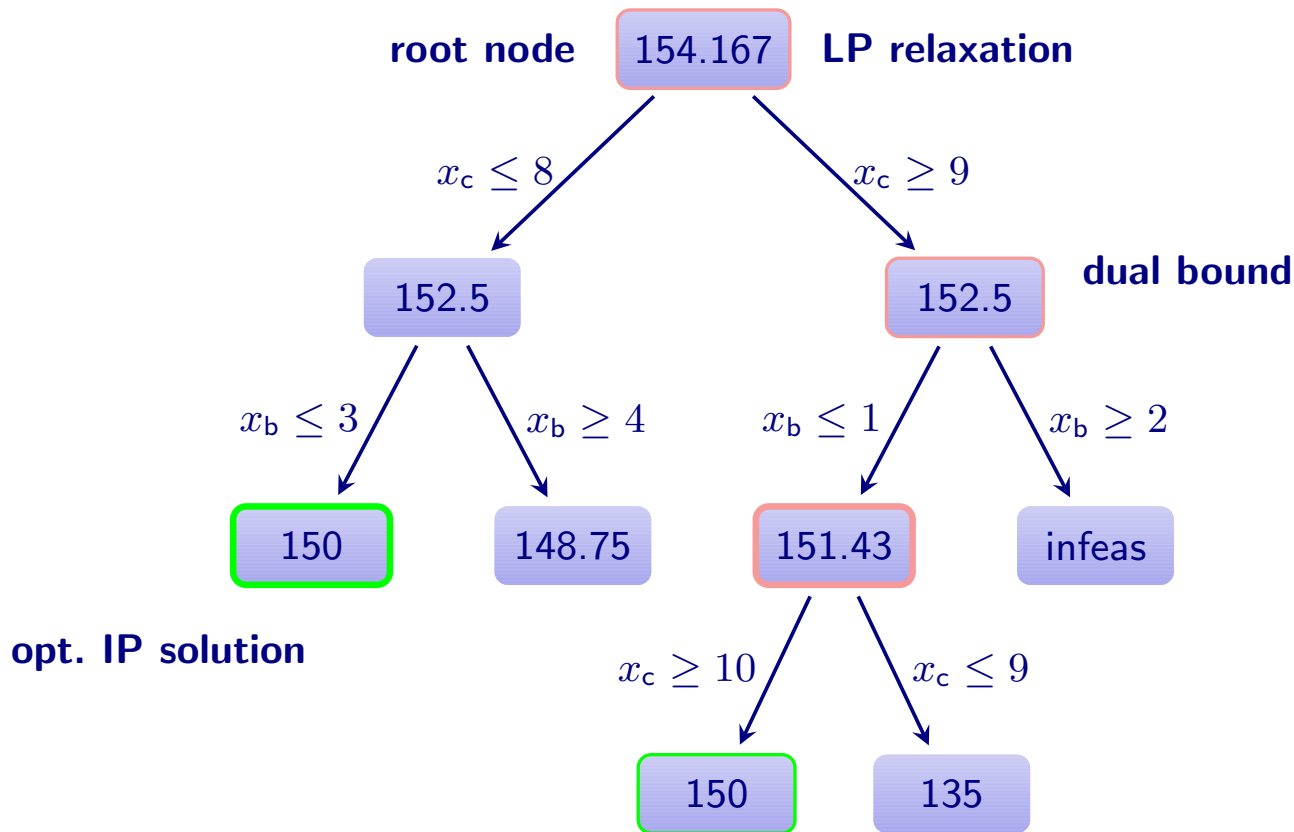 root node 154.167 LP relaxation
x_c ≤ 8 x_c ≥ 9
152.5 152.5 dual bound
x_b ≤ 3 x_b ≥ 4 x_b ≤ 1 x_b ≥ 2
150 148.75 151.43 infeas
opt. IP solution
x_c ≥ 10 x_c ≤ 9
150 135